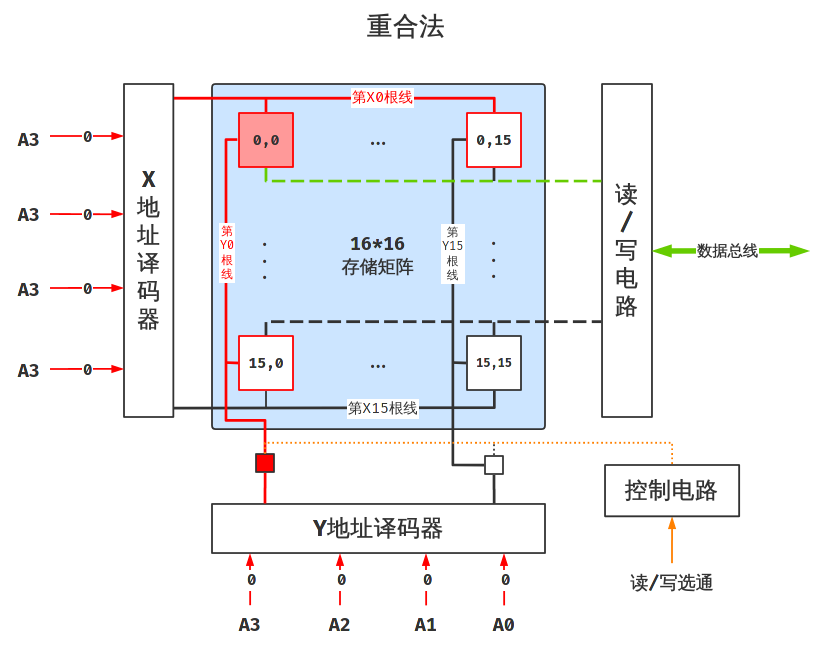 重合法
第X0根线
A3
0
0,0
...
0,15
X
地
址
译
码
器
读
/
写
电
路
A3
0
第
Y0
根
线
16*16
存储矩阵
第
Y15
根
线
数据总线
A3
0
A3
0
15,0
...
15,15
第X15根线
控制电路
Y地址译码器
读/写选通
0
0
0
0
A3
A2
A1
A0